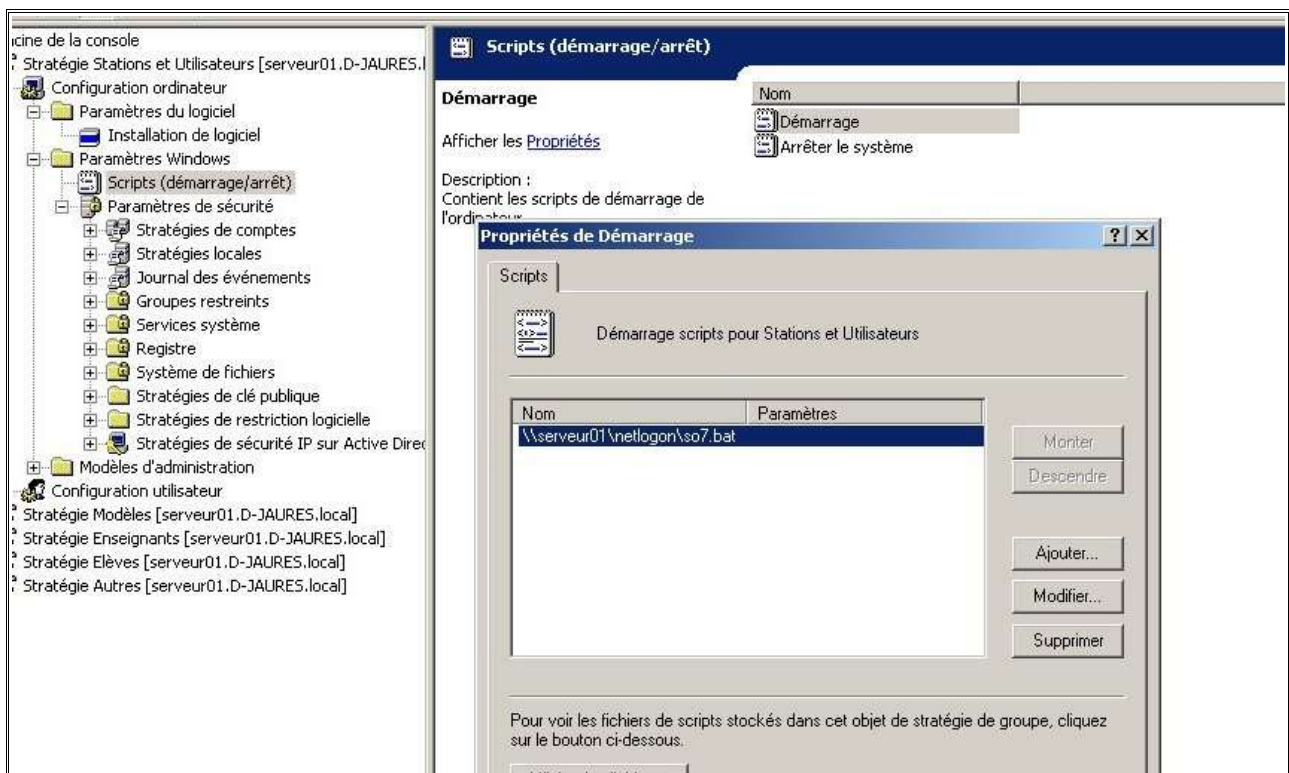 cine de la console
Stratégie Stations et Utilisateurs [serveur01.D-JAURES.l
Configuration ordinateur
Paramètres du logiciel
Installation de logiciel
Paramètres Windows
Scripts (démarrage/arrêt)
Paramètres de sécurité
Stratégies de comptes
Stratégies locales
Journal des événements
Groupes restreints
Services système
Registre
Système de fichiers
Stratégies de clé publique
Stratégies de restriction logicielle
Stratégies de sécurité IP sur Active Direc
Modèles d'administration
Configuration utilisateur
Stratégie Modèles [serveur01.D-JAURES.local]
Stratégie Enseignants [serveur01.D-JAURES.local]
Stratégie Elèves [serveur01.D-JAURES.local]
Stratégie Autres [serveur01.D-JAURES.local]
Scripts (démarrage/arrêt)
Démarrage
Afficher les Propriétés
Description :
Contient les scripts de démarrage de
l'ordinateur
Nom
Démarrage
Arrêter le système
Propriétés de Démarrage
Scripts
Démarrage scripts pour Stations et Utilisateurs
Nom Paramètres
\\serveur01\netlogon\so7.bat
Monter
Descendre
Ajouter...
Modifier...
Supprimer
Pour voir les fichiers de scripts stockés dans cet objet de stratégie de groupe, cliquez
sur le bouton ci-dessous.